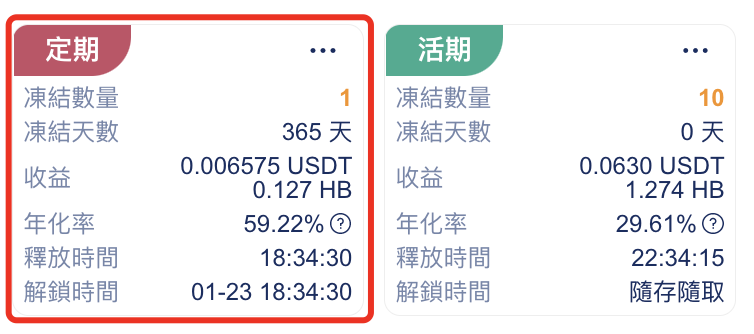 定期
...
凍結數量 1
凍結天數 365 天
收益 0.006575 USDT
0.127 HB
年化率 59.22% ?
釋放時間 18:34:30
解鎖時間 01-23 18:34:30
活期
...
凍結數量 10
凍結天數 0 天
收益 0.0630 USDT
1.274 HB
年化率 29.61% ?
釋放時間 22:34:15
解鎖時間 隨存隨取